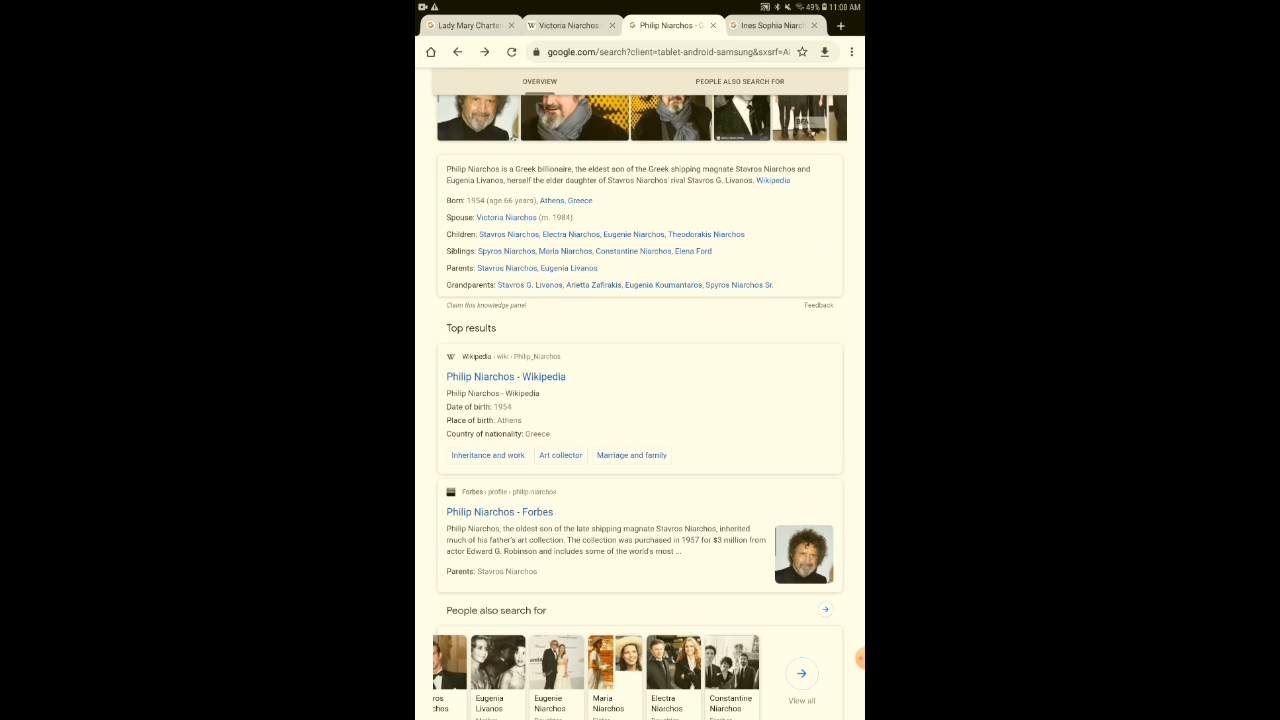 49% 11:08 AM
Lady Mary Charter
Victoria Niarchos
Philip Niarchos - G
Ines Sophia Niarch
google.com/search?client=tablet-android-samsung&sxsrf=A
OVERVIEW
PEOPLE ALSO SEARCH FOR
BFA
Philip Niarchos is a Greek billionaire, the eldest son of the Greek shipping magnate Stavros Niarchos and
Eugenia Livanos, herself the elder daughter of Stavros Niarchos' rival Stavros G. Livanos. Wikipedia
Born: 1954 (age 66 years), Athens, Greece
Spouse: Victoria Niarchos (m. 1984)
Children: Stavros Niarchos, Electra Niarchos, Eugenie Niarchos, Theodorakis Niarchos
Siblings: Spyros Niarchos, Maria Niarchos, Constantine Niarchos, Elena Ford
Parents: Stavros Niarchos, Eugenia Livanos
Grandparents: Stavros G. Livanos, Arietta Zafirakis, Eugenia Koumantaros, Spyros Niarchos Sr.
Claim this knowledge panel
Feedback
Top results
W Wikipedia › wiki › Philip_Niarchos
Philip Niarchos - Wikipedia
Philip Niarchos - Wikipedia
Date of birth: 1954
Place of birth: Athens
Country of nationality: Greece
Inheritance and work
Art collector
Marriage and family
Forbes › profile › philip-niarchos
Philip Niarchos - Forbes
Philip Niarchos, the oldest son of the late shipping magnate Stavros Niarchos, inherited
much of his father's art collection. The collection was purchased in 1957 for $3 million from
actor Edward G. Robinson and includes some of the world's most ...
Parents: Stavros Niarchos
People also search for
ros
chos
Eugenia
Livanos
Eugenie
Niarchos
Maria
Niarchos
Electra
Niarchos
Constantine
Niarchos
View all